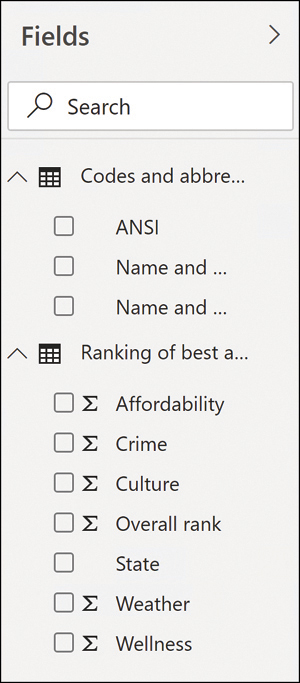 Fields
Search
Codes and abbre...
ANSI
Name and ...
Name and ...
Ranking of best a...
Σ Affordability
Σ Crime
Σ Culture
Σ Overall rank
State
Σ Weather
Σ Wellness